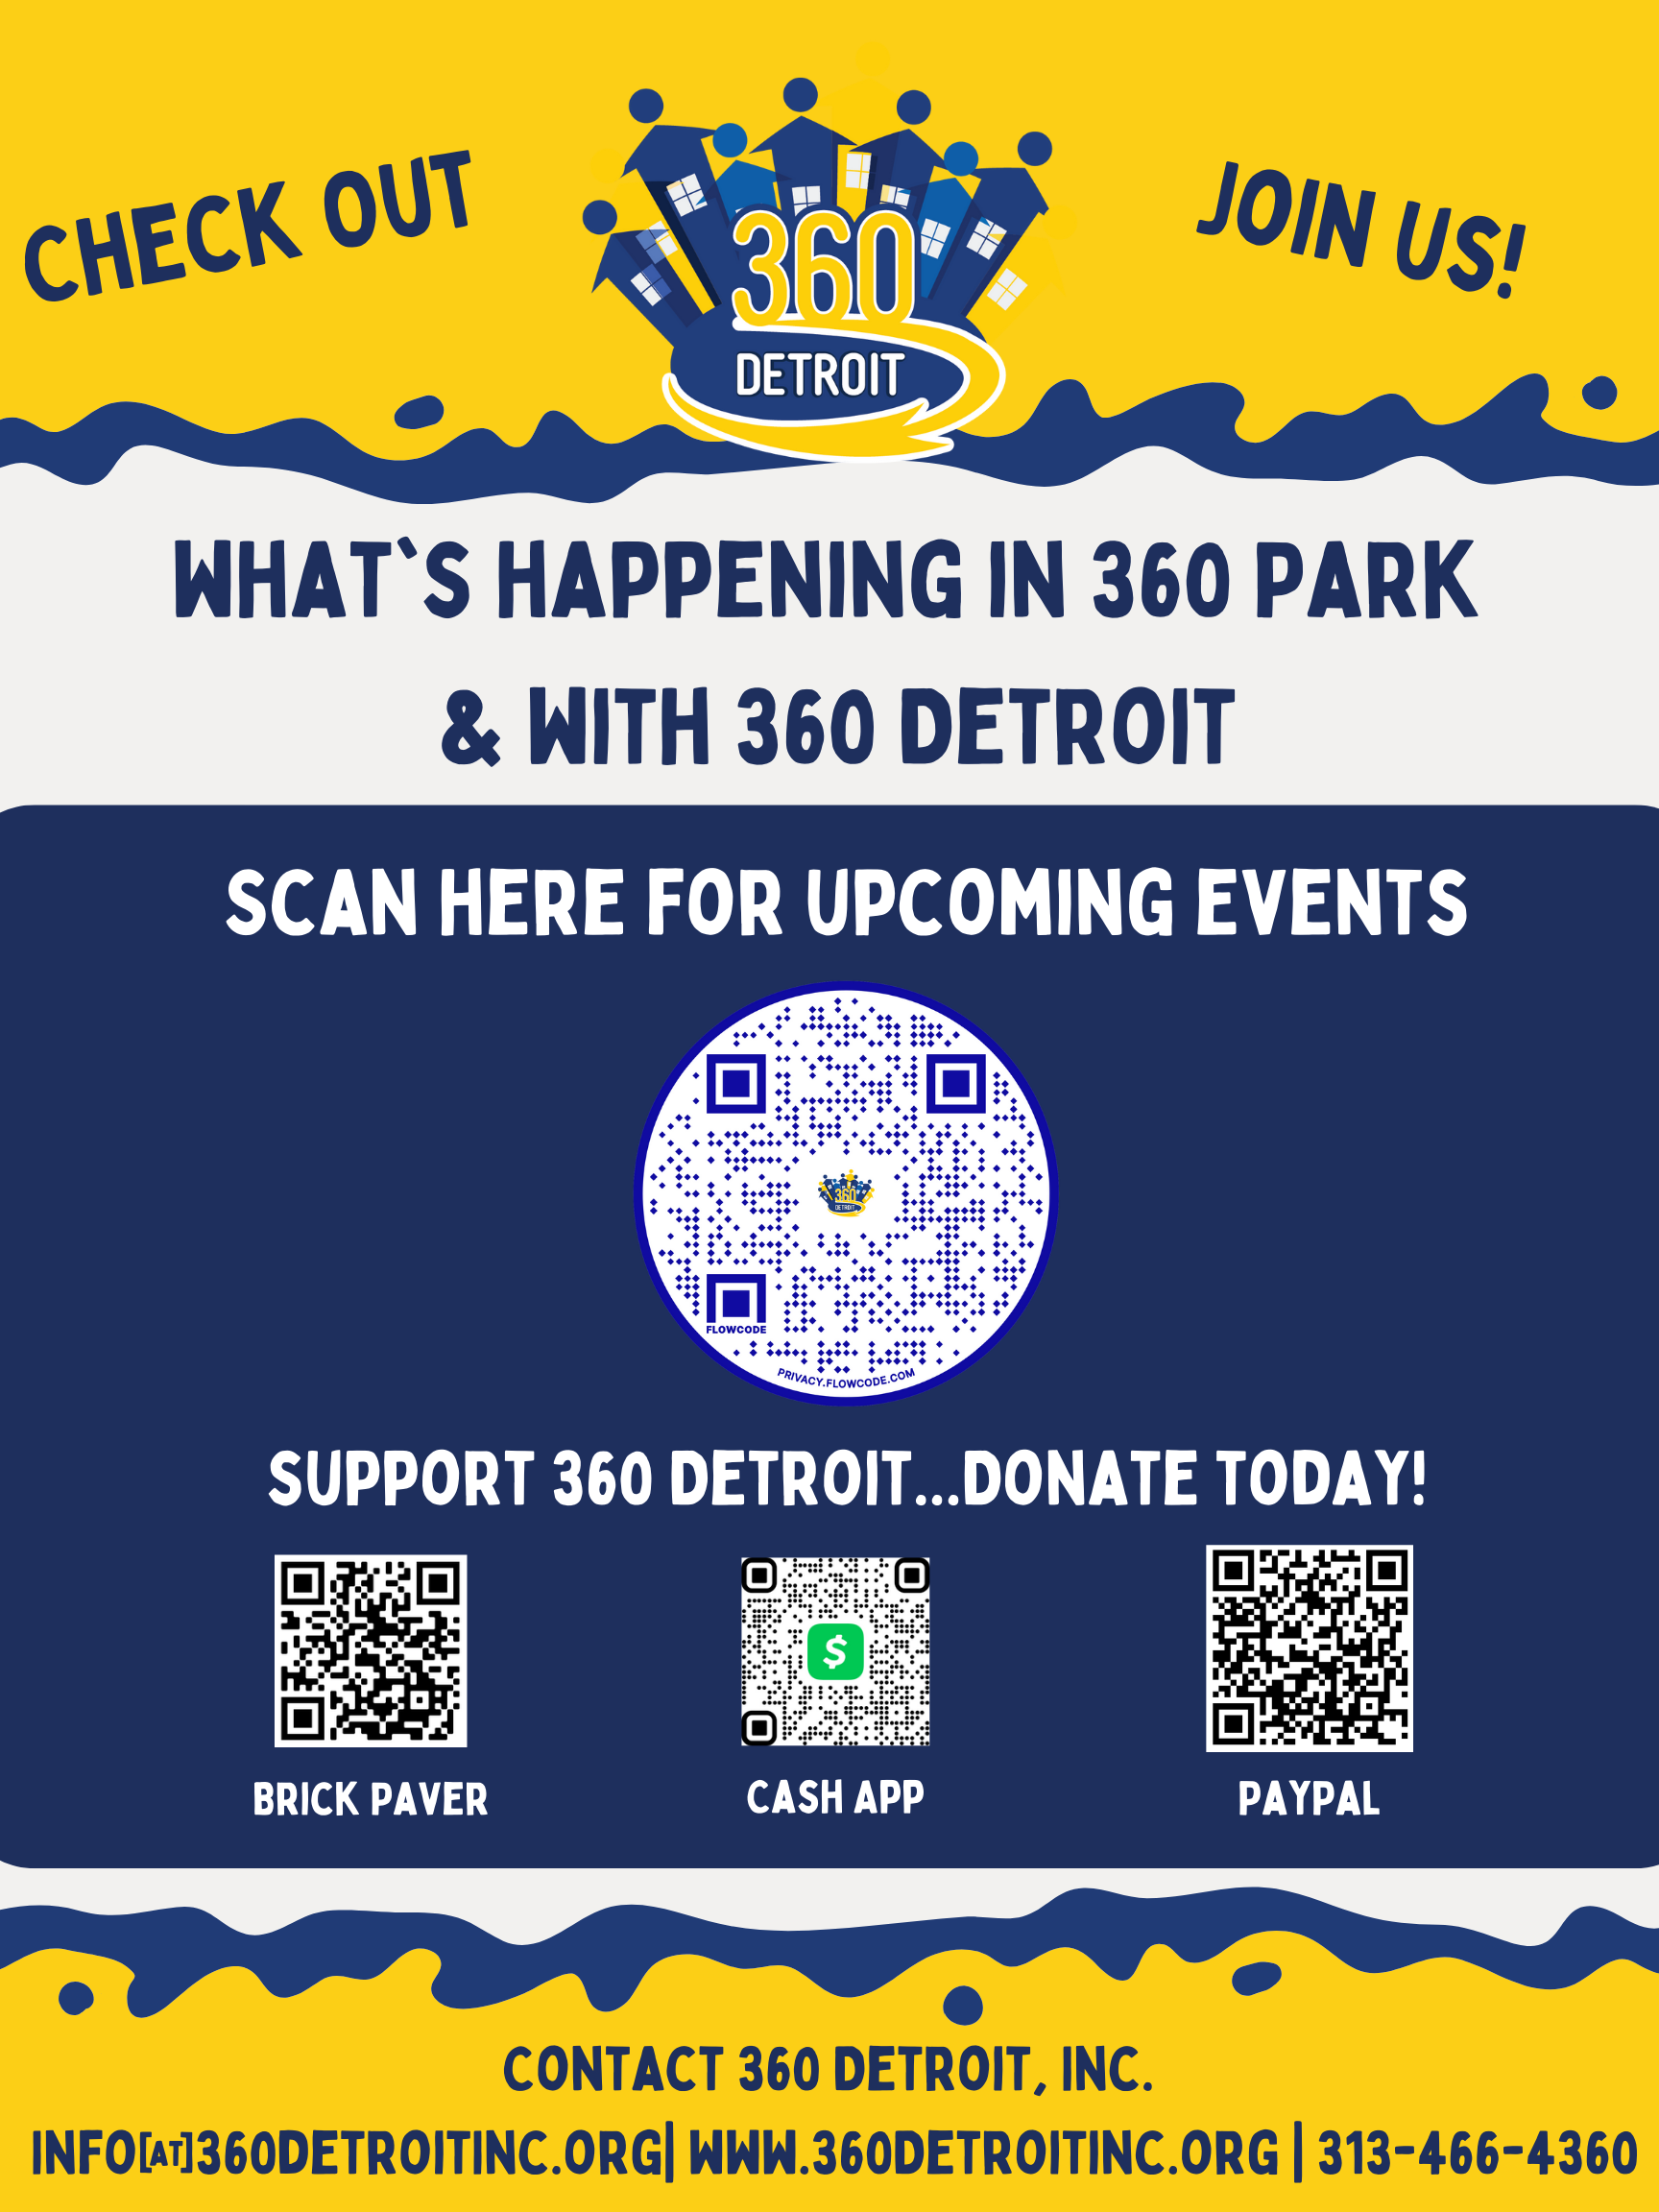 CHECK OUT
360
DETROIT
JOIN US!
WHAT`S HAPPENING IN 360 PARK
& WITH 360 DETROIT
SCAN HERE FOR UPCOMING EVENTS
360
DETROIT
FLOWCODE
PRIVACY.FLOWCODE.COM
SUPPORT 360 DETROIT...DONATE TODAY!
$
BRICK PAVER
CASH APP
PAYPAL
CONTACT 360 DETROIT, INC.
INFO[AT]360DETROITINC.ORG| WWW.360DETROITINC.ORG | 313-466-4360